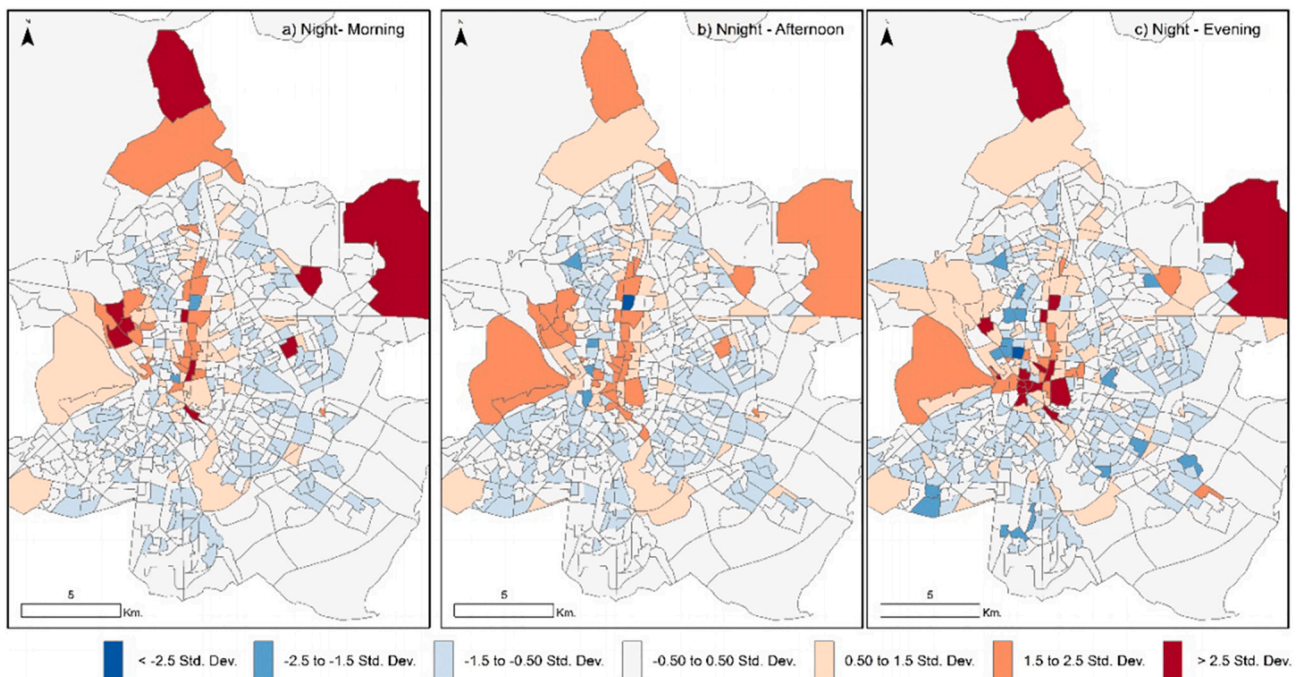 N
a) Night- Morning
N
b) Nnight - Afternoon
N
c) Night - Evening
5
Km.
5
Km.
5
Km.
< -2.5 Std. Dev.
-2.5 to -1.5 Std. Dev.
-1.5 to -0.50 Std. Dev.
-0.50 to 0.50 Std. Dev.
0.50 to 1.5 Std. Dev.
1.5 to 2.5 Std. Dev.
> 2.5 Std. Dev.